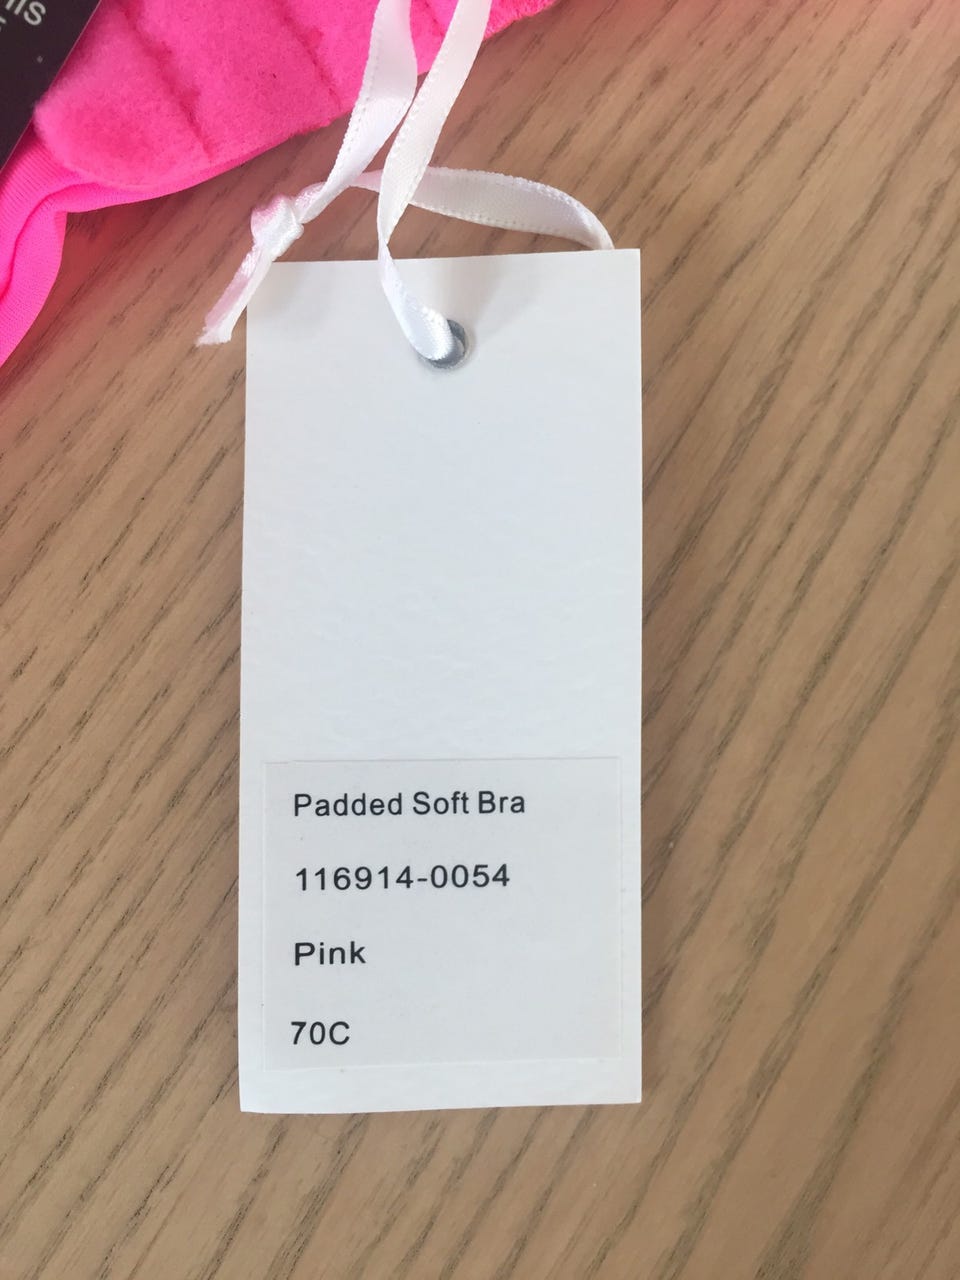 Padded Soft Bra
116914-0054
Pink
70C